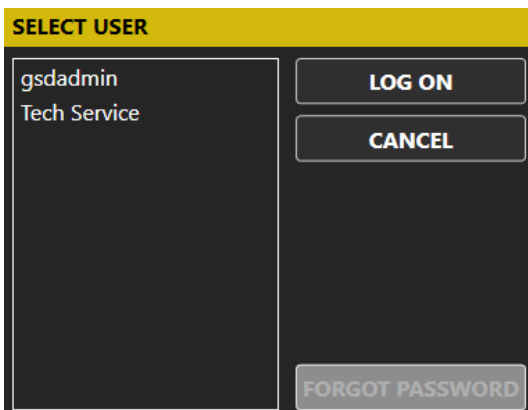 SELECT USER
gsdadmin
Tech Service
LOG ON
CANCEL
FORGOT PASSWORD